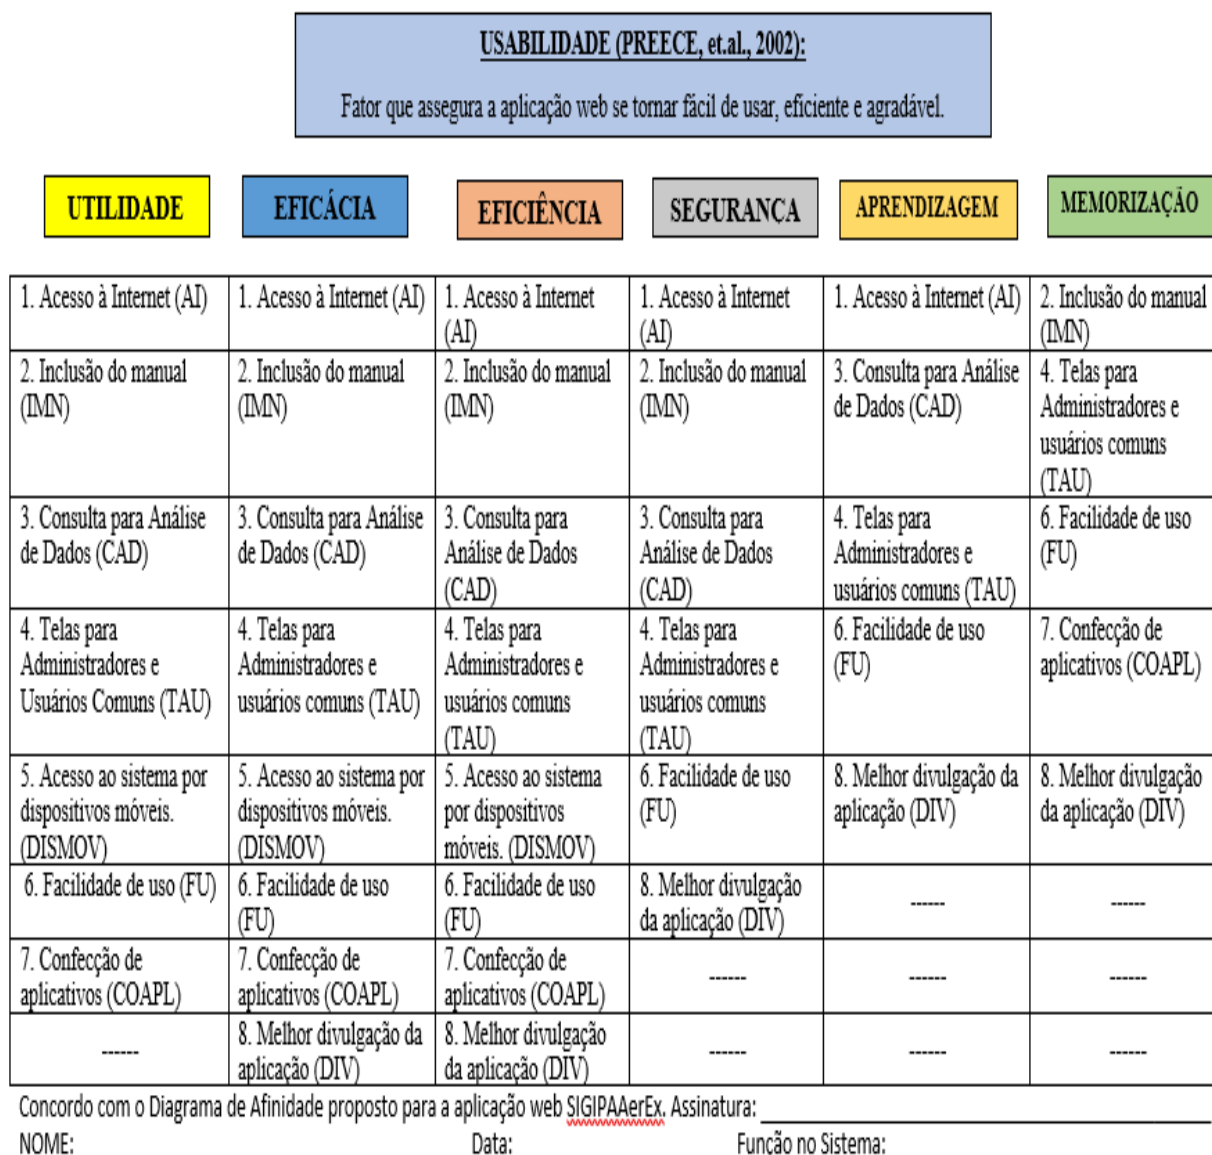 USABILIDADE (PREECE, et.al., 2002):
Fator que assegura a aplicação web se tornar fácil de usar, eficiente e agradável.
UTILIDADE
EFICÁCIA
EFICIÊNCIA
SEGURANÇA
APRENDIZAGEM
MEMORIZAÇÃO
1. Acesso à Internet (AI)
1. Acesso à Internet (AI)
1. Acesso à Internet
(AI)
1. Acesso à Internet
(AI)
1. Acesso à Internet (AI)
2. Inclusão do manual
(IMN)
2. Inclusão do manual
(IMN)
2. Inclusão do manual
(IMN)
2. Inclusão do manual
(IMN)
2. Inclusão do manual
(IMN)
3. Consulta para Análise
de Dados (CAD)
4. Telas para
Administradores e
usuários comuns
(TAU)
3. Consulta para Análise
de Dados (CAD)
3. Consulta para Análise
de Dados (CAD)
3. Consulta para
Análise de Dados
(CAD)
3. Consulta para
Análise de Dados
(CAD)
4. Telas para
Administradores e
usuários comuns (TAU)
6. Facilidade de uso
(FU)
4. Telas para
Administradores e
Usuários Comuns (TAU)
4. Telas para
Administradores e
usuários comuns (TAU)
4. Telas para
Administradores e
usuários comuns
(TAU)
4. Telas para
Administradores e
usuários comuns
(TAU)
6. Facilidade de uso
(FU)
7. Confecção de
aplicativos (COAPL)
5. Acesso ao sistema por
dispositivos móveis.
(DISMOV)
5. Acesso ao sistema por
dispositivos móveis.
(DISMOV)
5. Acesso ao sistema
por dispositivos
móveis. (DISMOV)
6. Facilidade de uso
(FU)
8. Melhor divulgação da
aplicação (DIV)
8. Melhor divulgação
da aplicação (DIV)
6. Facilidade de uso (FU)
6. Facilidade de uso
(FU)
6. Facilidade de uso
(FU)
8. Melhor divulgação
da aplicação (DIV)
------
------
7. Confecção de
aplicativos (COAPL)
7. Confecção de
aplicativos (COAPL)
7. Confecção de
aplicativos (COAPL)
------
------
------
------
8. Melhor divulgação da
aplicação (DIV)
8. Melhor divulgação
da aplicação (DIV)
------
------
------
Concordo com o Diagrama de Afinidade proposto para a aplicação web SIGIPAAerEx. Assinatura: ____________________
NOME: Data: Função no Sistema: